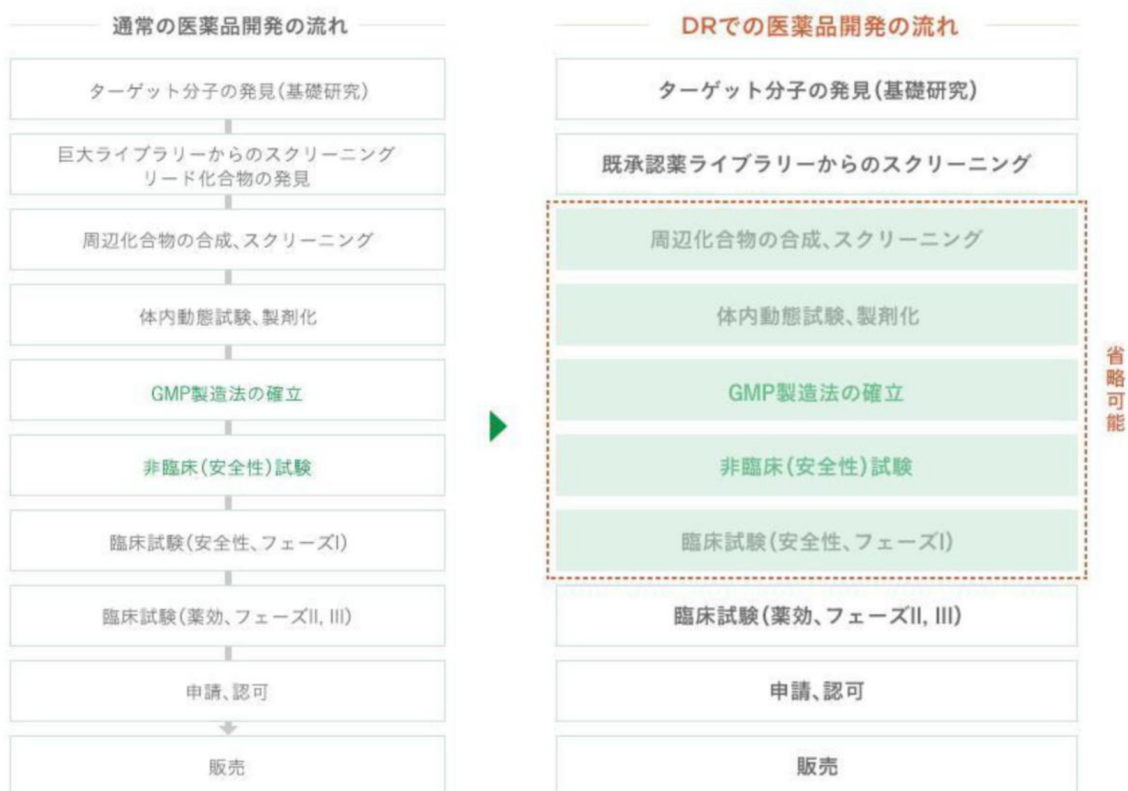 通常の医薬品開発の流れ
ターゲット分子の発見(基礎研究)
巨大ライブラリーからのスクリーニング
リード化合物の発見
周辺化合物の合成、スクリーニング
体内動態試験、製剤化
GMP製造法の確立
非臨床(安全性)試験
臨床試験(安全性、フェーズI)
臨床試験(薬効、フェーズII, III)
申請、認可
販売
DRでの医薬品開発の流れ
ターゲット分子の発見(基礎研究)
既承認薬ライブラリーからのスクリーニング
周辺化合物の合成、スクリーニング
体内動態試験、製剤化
GMP製造法の確立
非臨床(安全性)試験
臨床試験(安全性、フェーズI)
臨床試験(薬効、フェーズII, III)
申請、認可
販売
省略可能